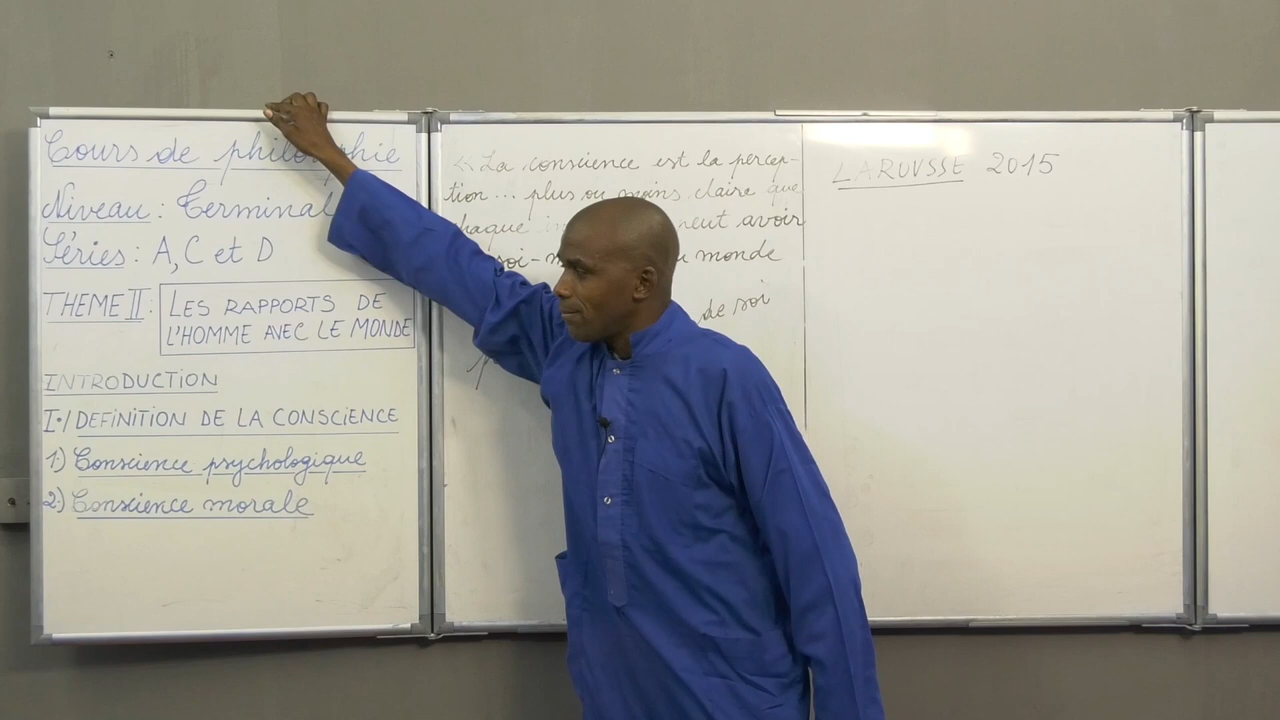 Cours de philosophie
Niveau : Terminal
Séries : A, C et D
THEME II : LES RAPPORTS DE
L'HOMME AVEC LE MONDE
INTRODUCTION
I./ DEFINITION DE LA CONSCIENCE
1.) Conscience psychologique
2.) Conscience morale
<< La conscience est la percep-
tion... plus ou moins claire que
chaque peut avoir
soi- monde
de soi
LAROUSSE 2015